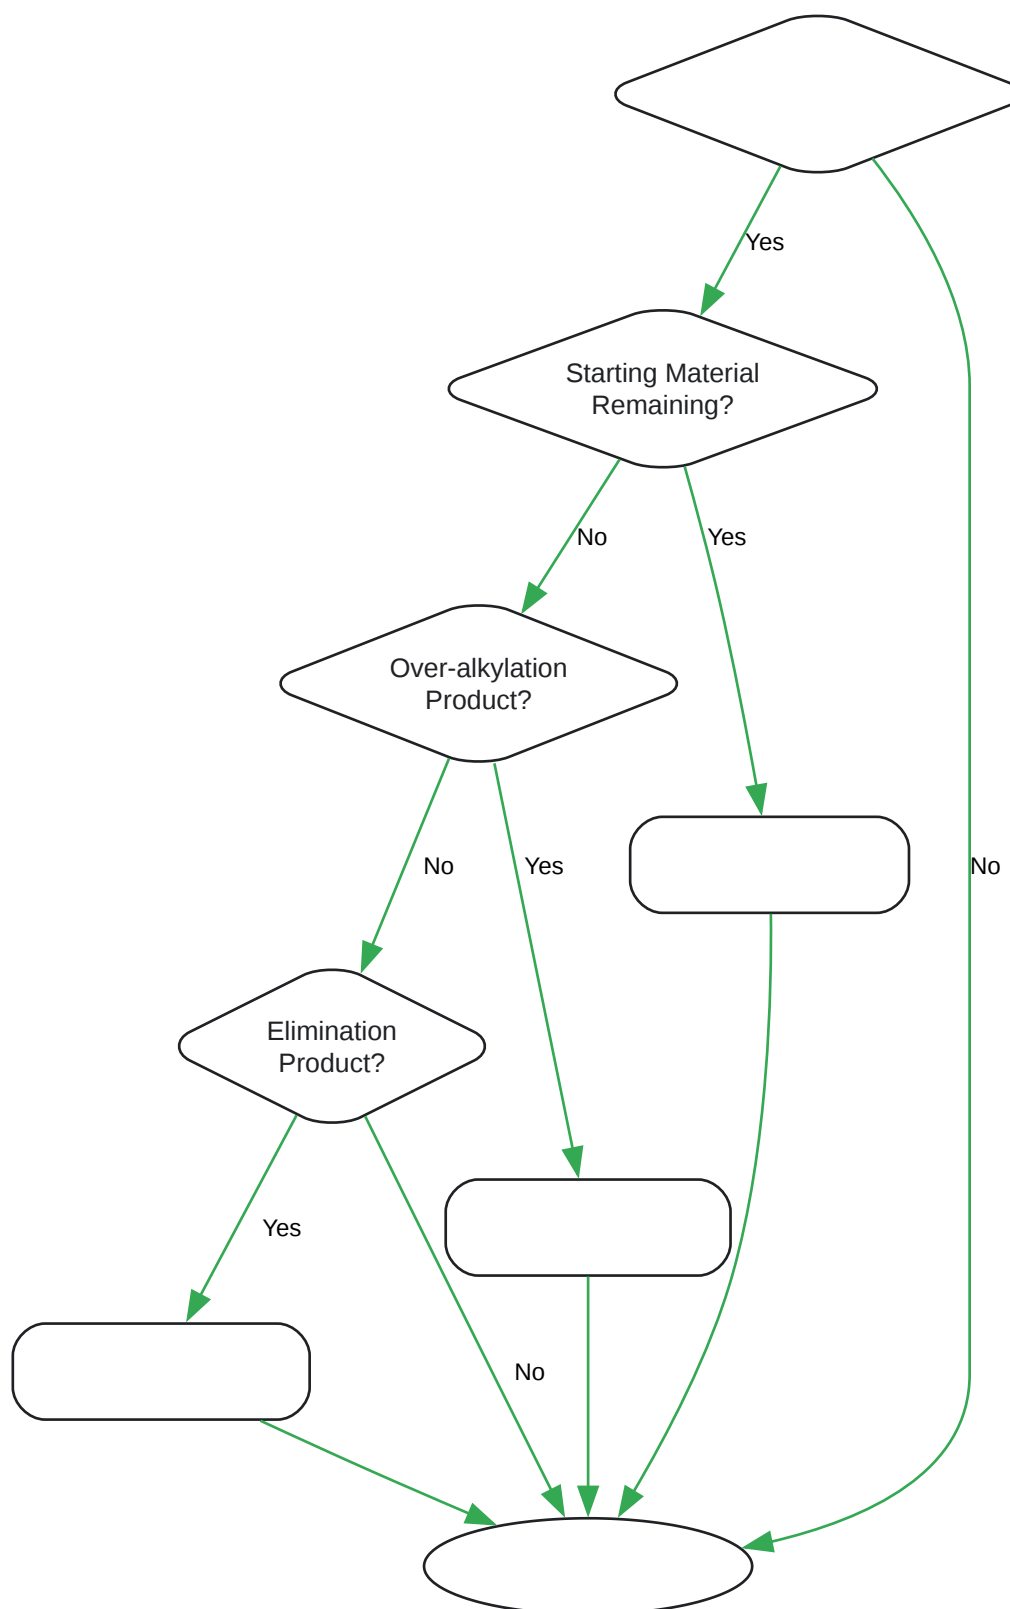 Yes
Starting Material
Remaining?
No
Yes
Over-alkylation
Product?
No
Yes
No
Elimination
Product?
Yes
No